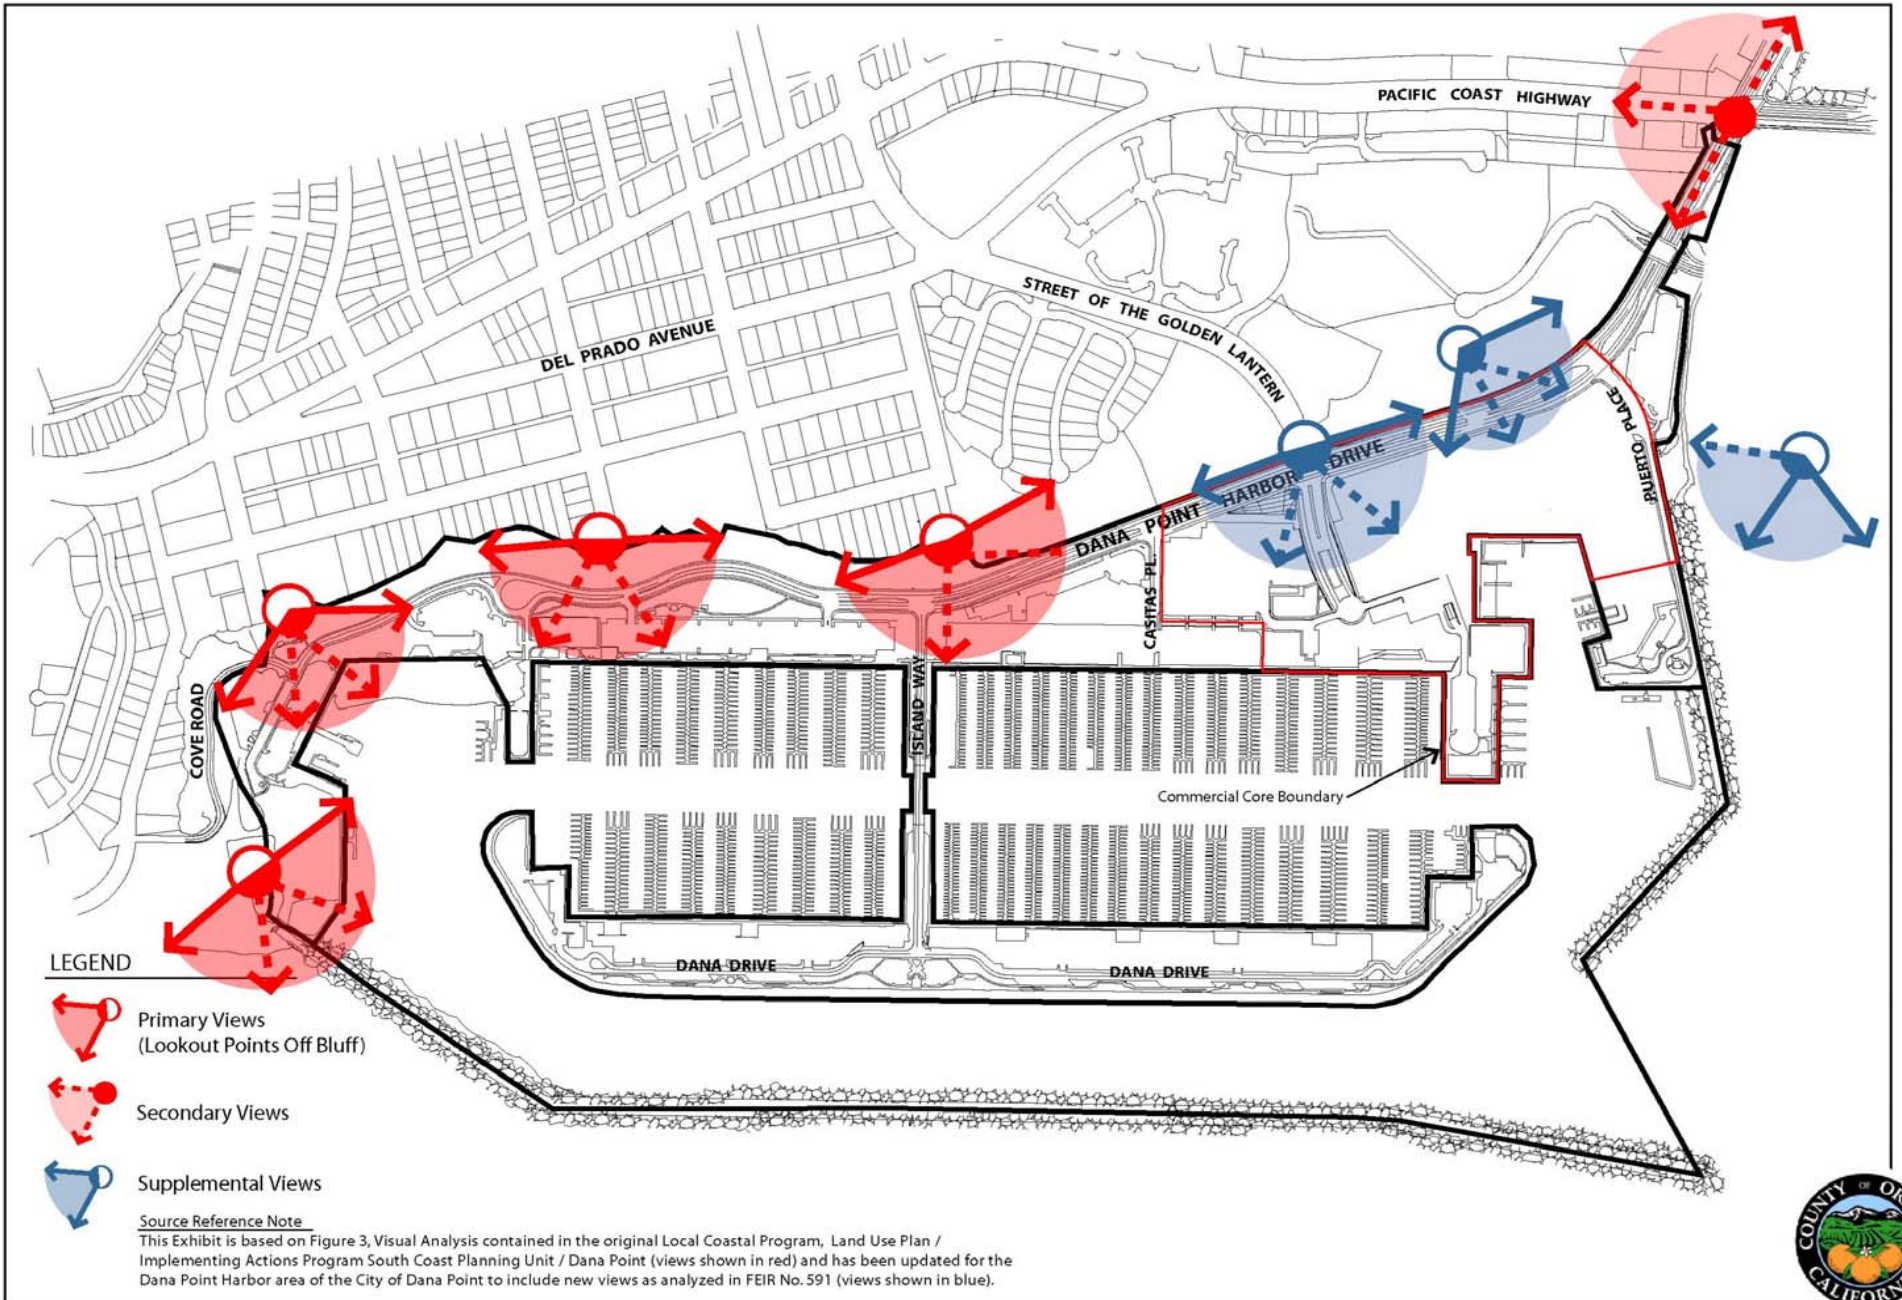 PACIFIC COAST HIGHWAY
STREET OF THE GOLDEN LANTERN
DEL PRADO AVENUE
PUERTO PLACE
DANA POINT HARBOR DRIVE
CASITAS PL.
ISLAND WAY
COVE ROAD
Commercial Core Boundary
DANA DRIVE
DANA DRIVE
LEGEND
Primary Views
(Lookout Points Off Bluff)
Secondary Views
Supplemental Views
Source Reference Note
This Exhibit is based on Figure 3, Visual Analysis contained in the original Local Coastal Program, Land Use Plan /
Implementing Actions Program South Coast Planning Unit / Dana Point (views shown in red) and has been updated for the
Dana Point Harbor area of the City of Dana Point to include new views as analyzed in FEIR No. 591 (views shown in blue).
COUNTY OF OR
CALIFORN